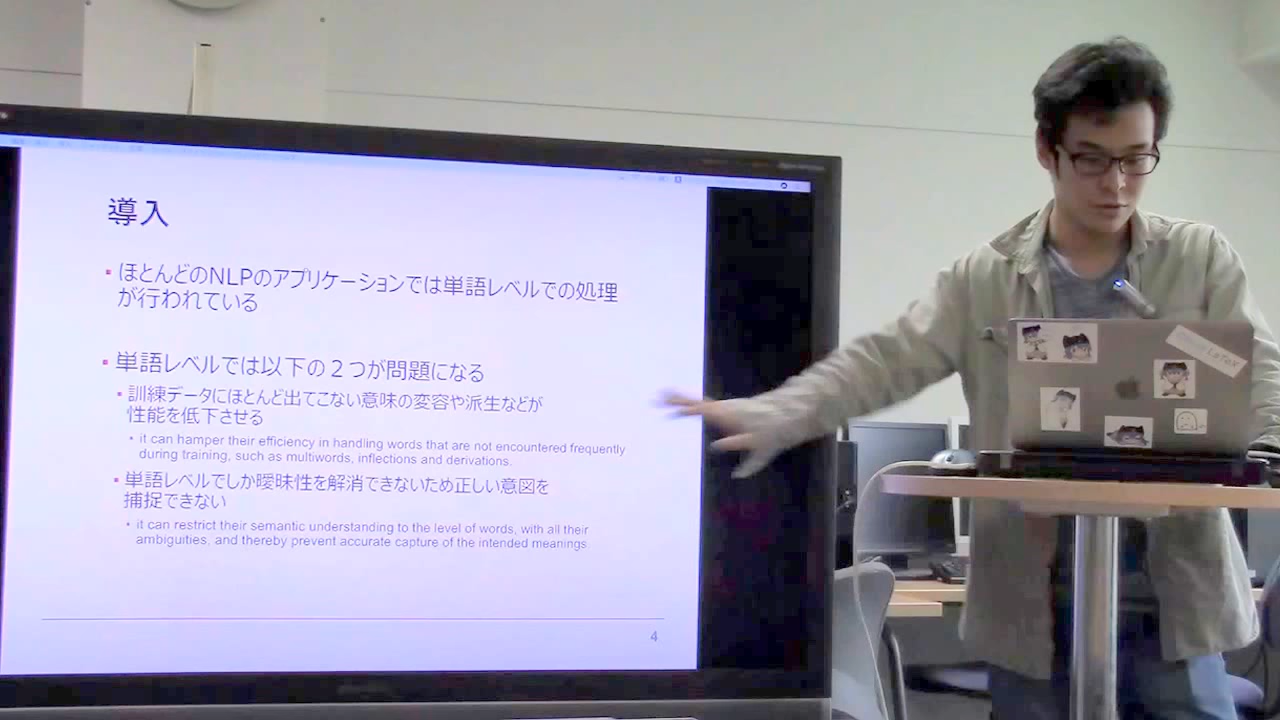 導入
ほとんどのNLPのアプリケーションでは単語レベルでの処理
が行われている
単語レベルでは以下の２つが問題になる
訓練データにほとんど出てこない意味の変容や派生などが
性能を低下させる
it can hamper their efficiency in handling words that are not encountered frequently
during training, such as multiwords, inflections and derivations.
単語レベルでしか曖昧性を解消できないため正しい意図を
捕捉できない
it can restrict their semantic understanding to the level of words, with all their
ambiguities, and thereby prevent accurate capture of the intended meanings
4
LaTeX